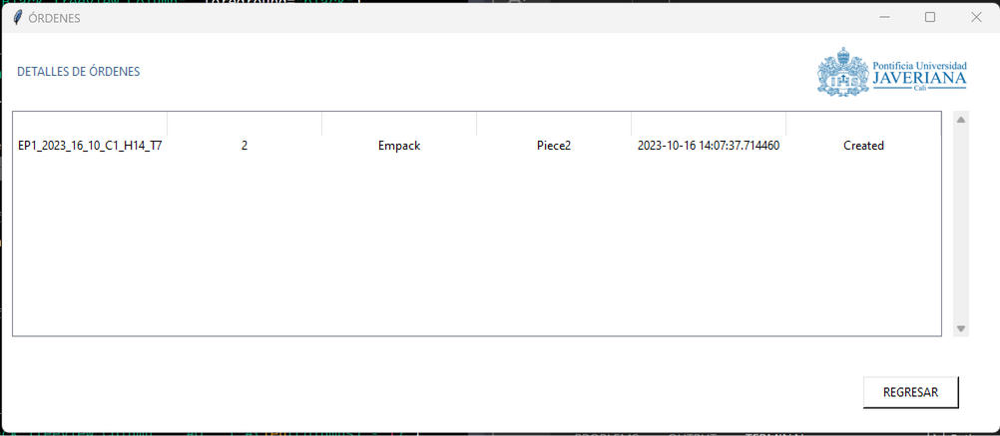 ÓRDENES
DETALLES DE ÓRDENES
Pontificia Universidad
JAVERIANA
Cali
EP1_2023_16_10_C1_H14_T7 2 Empack Piece2 2023-10-16 14:07:37.714460 Created
REGRESAR